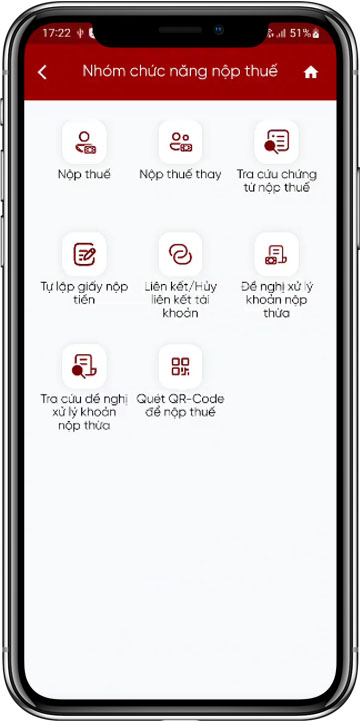 17:22
51%
Nhóm chức năng nộp thuế
Nộp thuế
Nộp thuế thay
Tra cứu chứng
từ nộp thuế
Tự lập giấy nộp
tiền
Liên kết/Hủy
liên kết tài
khoản
Đề nghị xử lý
khoản nộp
thừa
Tra cứu đề nghị
xử lý khoản
nộp thừa
Quét QR-Code
để nộp thuế